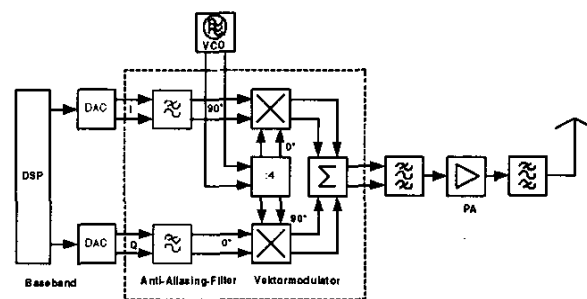 VCO
DAC
I
90°
0°
DSP
:4
Σ
PA
90°
DAC
Q
0°
Baseband
Anti-Aliasing-Filter
Vektormodulator